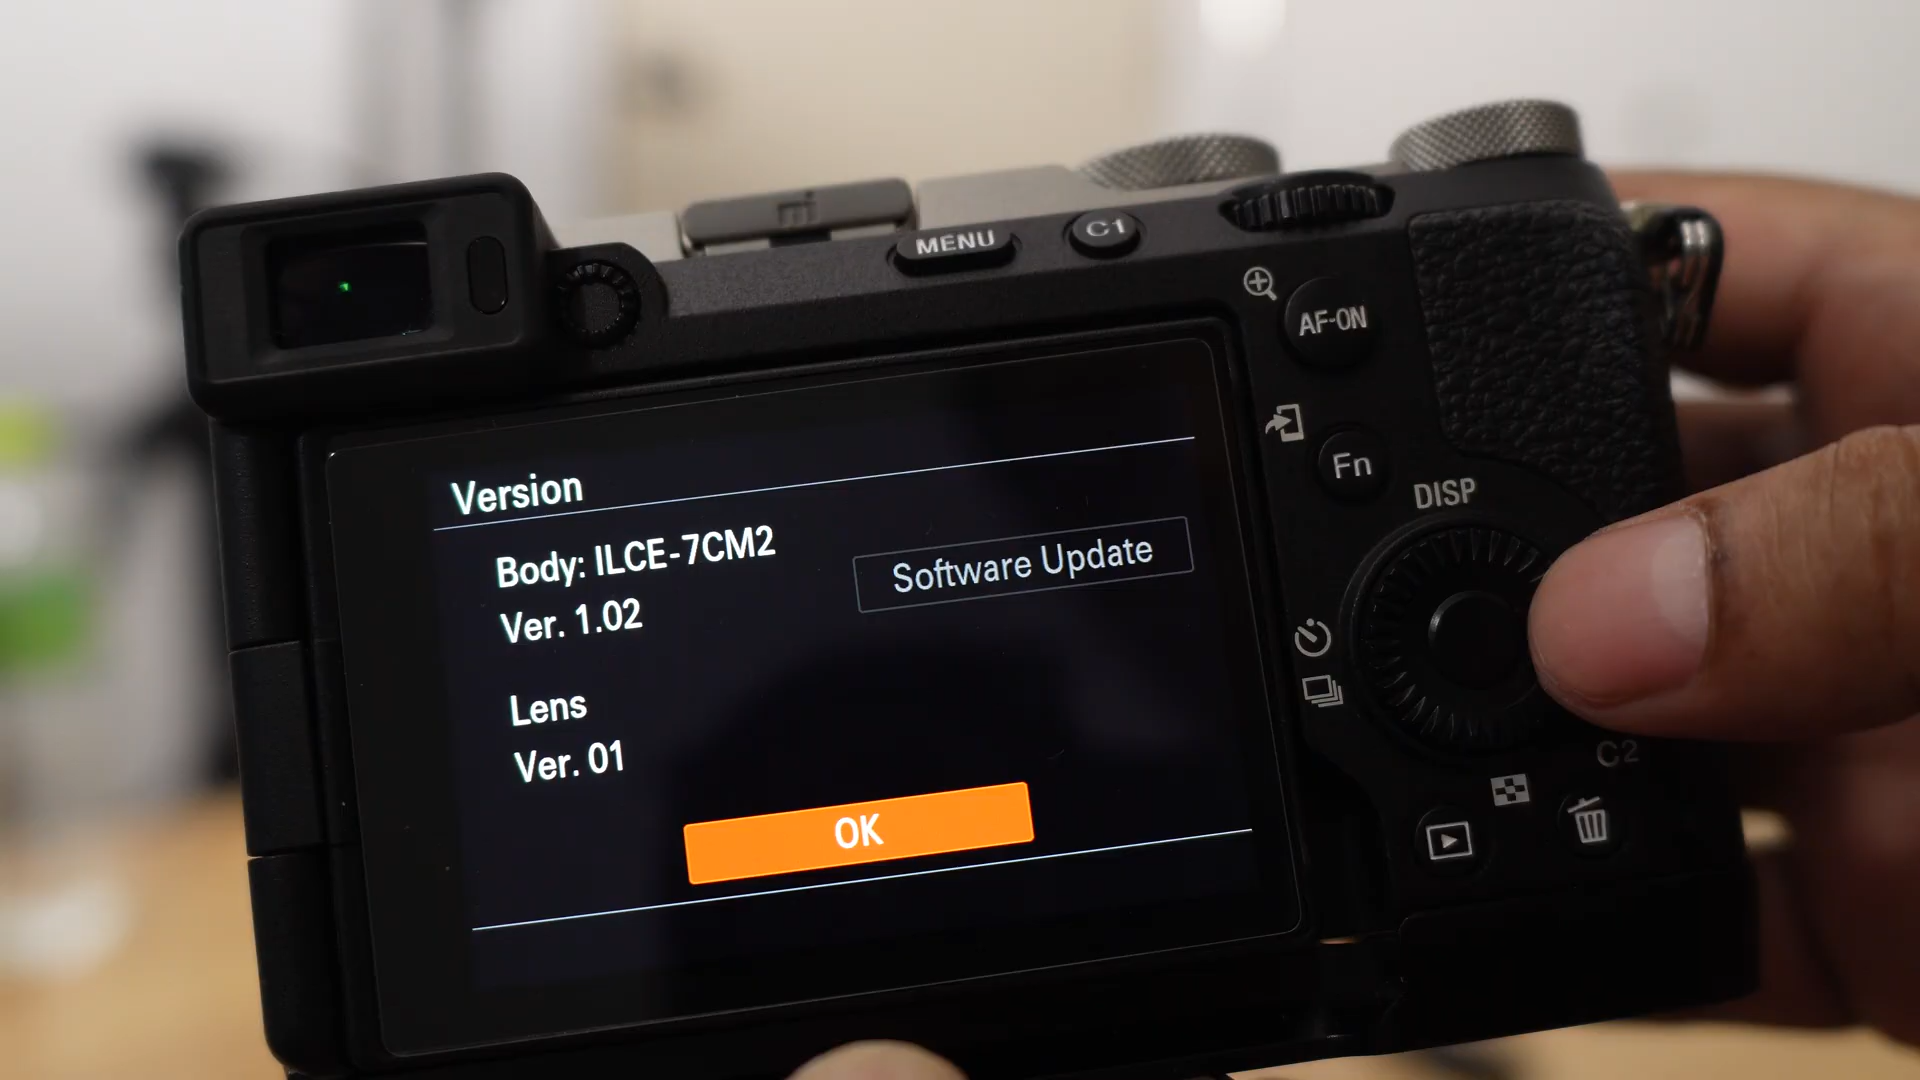 MENU
C1
AF-ON
Fn
DISP
Version
Body: ILCE-7CM2
Software Update
Ver. 1.02
Lens
Ver. 01
C2
OK